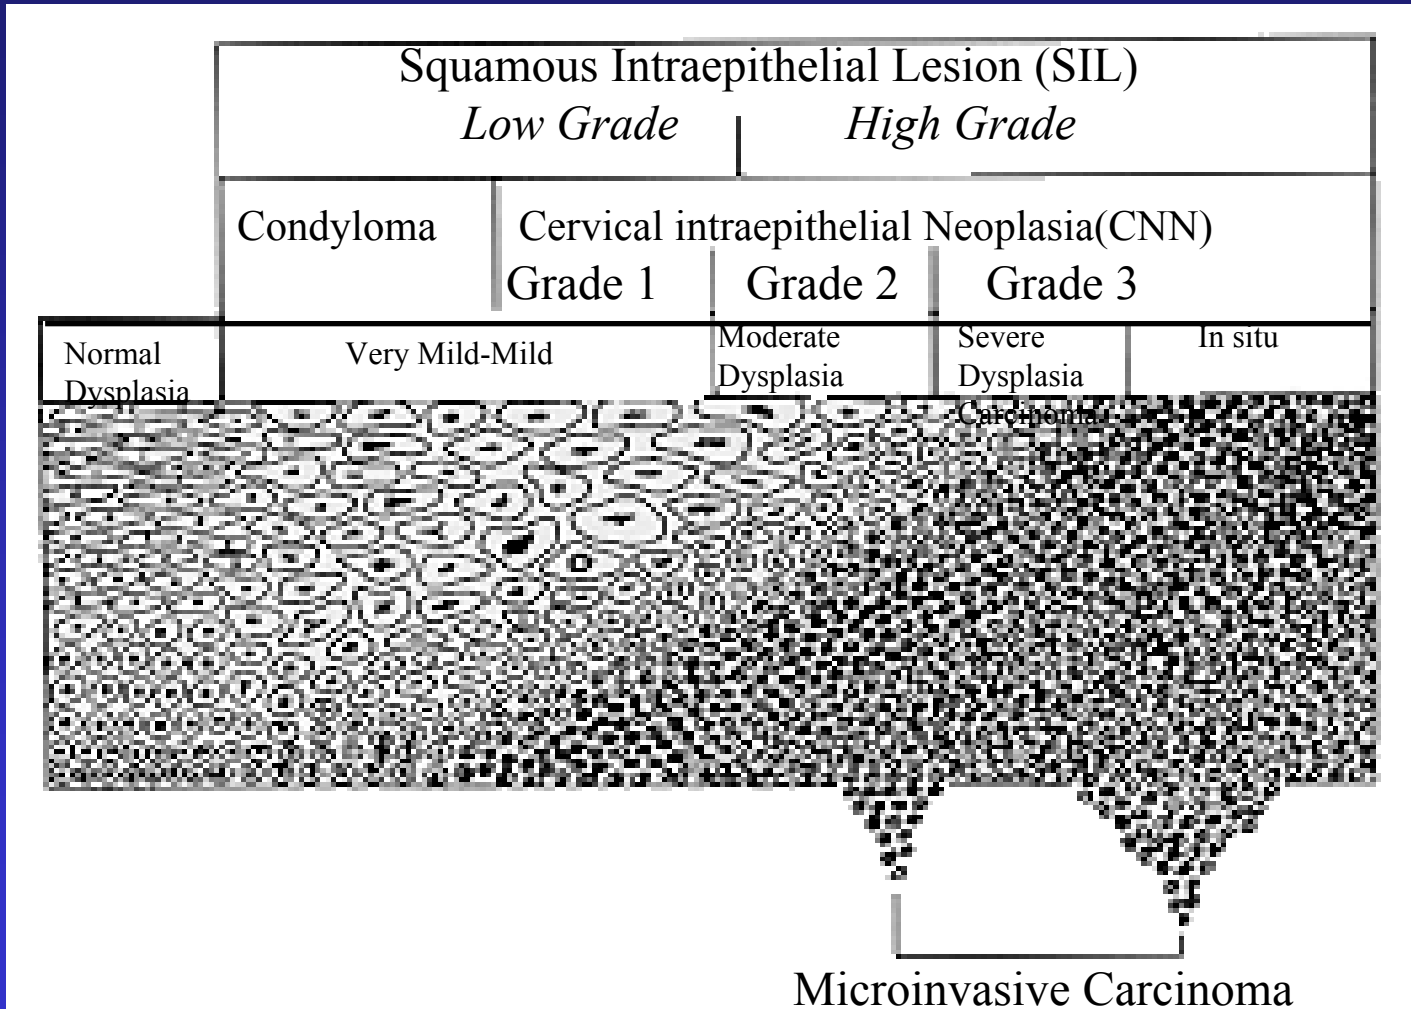 Squamous Intraepithelial Lesion (SIL)
Low Grade High Grade
Condyloma Cervical intraepithelial Neoplasia(CNN)
Grade 1 Grade 2 Grade 3
Normal
Dysplasia
Very Mild-Mild
Moderate
Dysplasia
Severe
Dysplasia
Carcinoma
In situ
Microinvasive Carcinoma